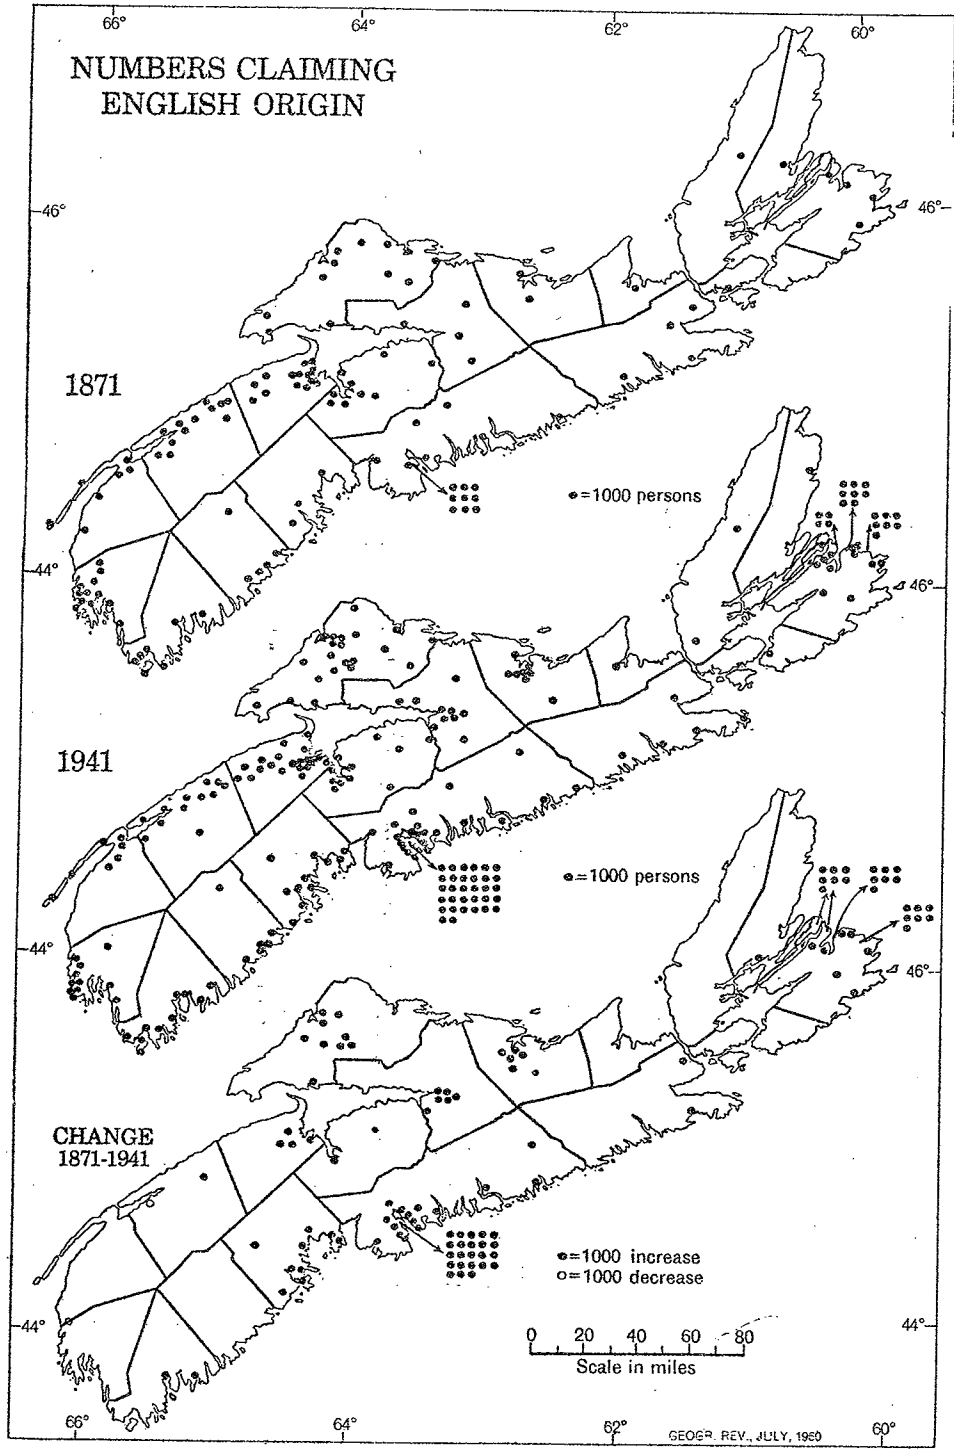 66°
64°
62°
60°
NUMBERS CLAIMING
ENGLISH ORIGIN
46°
46°
1871
=1000 persons
44°
46°
1941
=1000 persons
44°
46°
CHANGE
1871-1941
=1000 increase
=1000 decrease
44°
44°
0 20 40 60 80
Scale in miles
66°
64°
62°
60°
GEOGR. REV., JULY, 1960